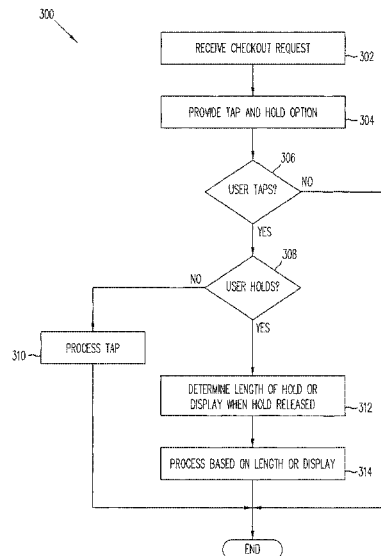 300
RECEIVE CHECKOUT REQUEST
302
PROVIDE TAP AND HOLD OPTION
304
306
USER TAPS?
NO
YES
308
NO
USER HOLDS?
YES
310
PROCESS TAP
DETERMINE LENGTH OF HOLD OR
DISPLAY WHEN HOLD RELEASED
312
PROCESS BASED ON LENGTH OR DISPLAY
314
END